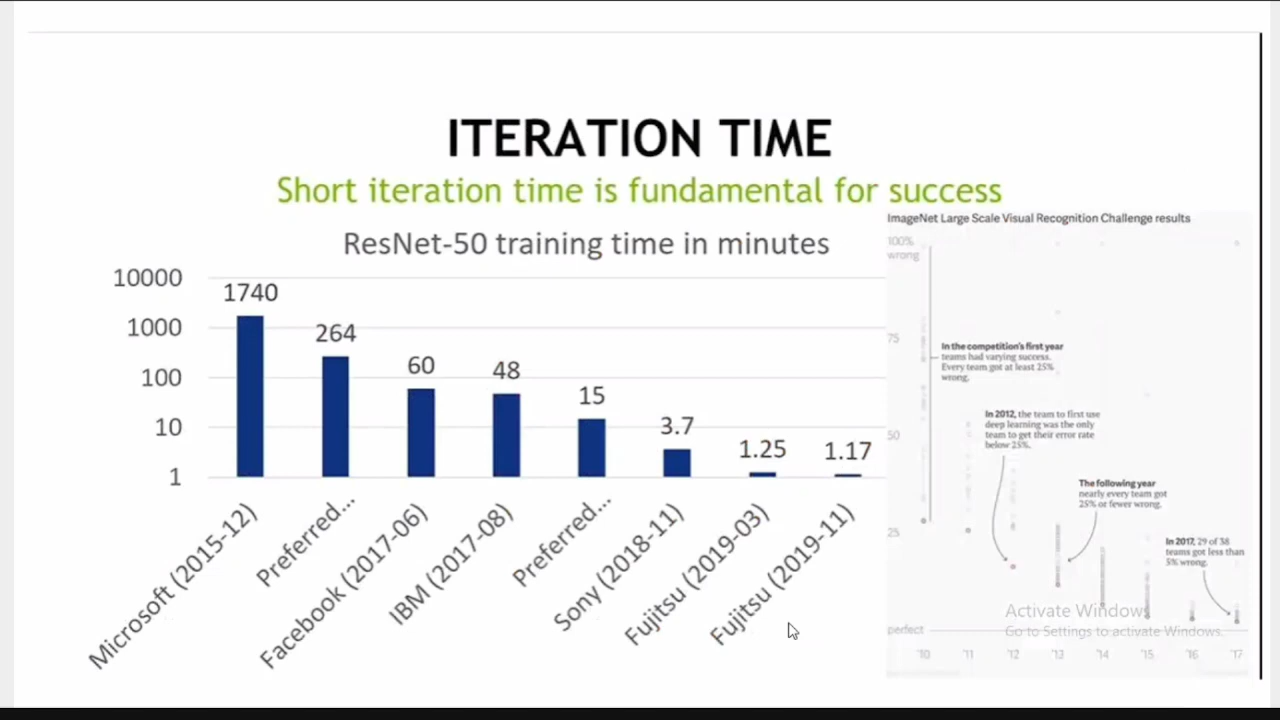 ITERATION TIME
Short iteration time is fundamental for success
ResNet-50 training time in minutes
10000
1000
100
10
1
1740
264
60
48
15
3.7
1.25
1.17
Microsoft (2015-12)
Preferred...
Facebook (2017-06)
IBM (2017-08)
Preferred...
Sony (2018-11)
Fujitsu (2019-03)
Fujitsu (2019-11)
ImageNet Large Scale Visual Recognition Challenge results
100%
wrong
75
50
25
perfect
In the competition's first year
teams had varying success.
Every team got at least 25%
wrong.
In 2012, the team to first use
deep learning was the only
team to get their error rate
below 25%.
The following year
nearly every team got
25% or fewer wrong.
In 2017, 29 of 38
teams got less than
5% wrong.
'10
'11
'12
'13
'14
'15
'16
'17
Activate Windows
Go to Settings to activate Windows.